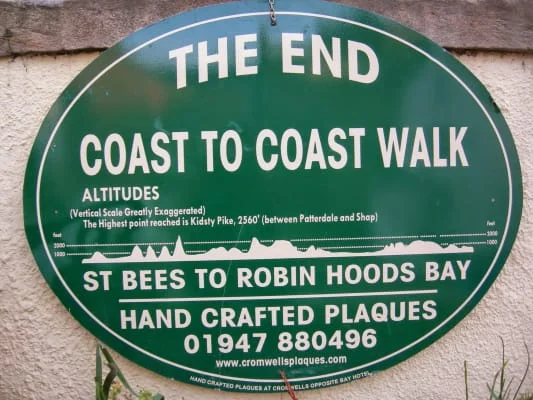 THE END
COAST TO COAST WALK
ALTITUDES
(Vertical Scale Greatly Exaggerated)
The Highest point reached is Kidsty Pike, 2560' (between Patterdale and Shap)
feet Feet
2000 2000
1000 1000
ST BEES TO ROBIN HOODS BAY
HAND CRAFTED PLAQUES
01947 880496
www.cromwellsplaques.com
HAND CRAFTED PLAQUES AT CROMWELLS OPPOSITE BAY HOTEL